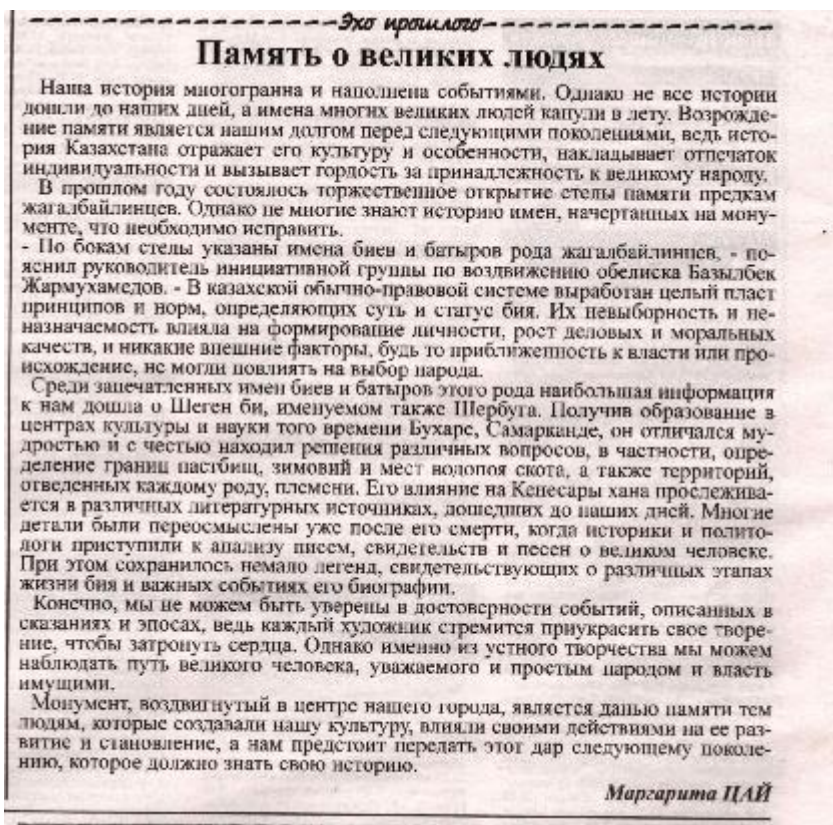 Эхо прошлого
Память о великих людях
Наша история многогранна и наполнена событиями. Однако не все истории
дошли до наших дней, а имена многих великих людей канули в лету. Возрожде-
ние памяти является нашим долгом перед следующими поколениями, ведь исто-
рия Казахстана отражает его культуру и особенности, накладывает отпечаток
индивидуальности и вызывает гордость за принадлежность к великому народу.
В прошлом году состоялось торжественное открытие стелы памяти предкам
жагалбайлинцев. Однако не многие знают историю имен, начертанных на мону-
менте, что необходимо исправить.
- По бокам стелы указаны имена биев и батыров рода жагалбайлинцев, - по-
яснил руководитель инициативной группы по воздвижению обелиска Базылбек
Жармухамедов. - В казахской обычно-правовой системе выработан целый пласт
принципов и норм, определяющих суть и статус бия. Их невыборность и не-
назначаемость влияла на формирование личности, рост деловых и моральных
качеств, и никакие внешние факторы, будь то приближенность к власти или про-
исхождение, не могли повлиять на выбор народа.
Среди запечатленных имен биев и батыров этого рода наибольшая информация
к нам дошла о Шеген би, именуемом также Шербуга. Получив образование в
центрах культуры и науки того времени Бухаре, Самарканде, он отличался му-
дростью и с честью находил решения различных вопросов, в частности, опре-
деление границ пастбищ, зимовий и мест водопоя скота, а также территорий,
отведенных каждому роду, племени. Его влияние на Кенесары хана прослежива-
ется в различных литературных источниках, дошедших до наших дней. Многие
детали были переосмыслены уже после его смерти, когда историки и полито-
логи приступили к анализу писем, свидетельств и песен о великом человеке.
При этом сохранилось немало легенд, свидетельствующих о различных этапах
жизни бия и важных событиях его биографии.
Конечно, мы не можем быть уверены в достоверности событий, описанных в
сказаниях и эпосах, ведь каждый художник стремится приукрасить свое творе-
ние, чтобы затронуть сердца. Однако именно из устного творчества мы можем
наблюдать путь великого человека, уважаемого и простым народом и власть
имущими.
Монумент, воздвигнутый в центре нашего города, является данью памяти тем
людям, которые создавали нашу культуру, влияли своими действиями на ее раз-
витие и становление, а нам предстоит передать этот дар следующему поколе-
нию, которое должно знать свою историю.
Маргарита ЦАЙ